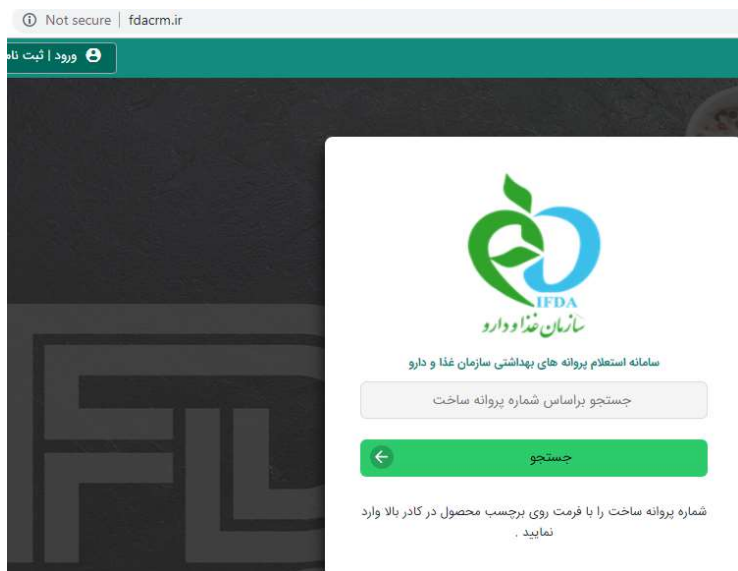 Not secure | fdacrm.ir
ورود | ثبت نام
IFDA
سازمان غذا و دارو
سامانه استعلام پروانه های بهداشتی سازمان غذا و دارو
جستجو براساس شماره پروانه ساخت
جستجو
شماره پروانه ساخت را با فرمت روی برچسب محصول در کادر بالا وارد
نمایید .